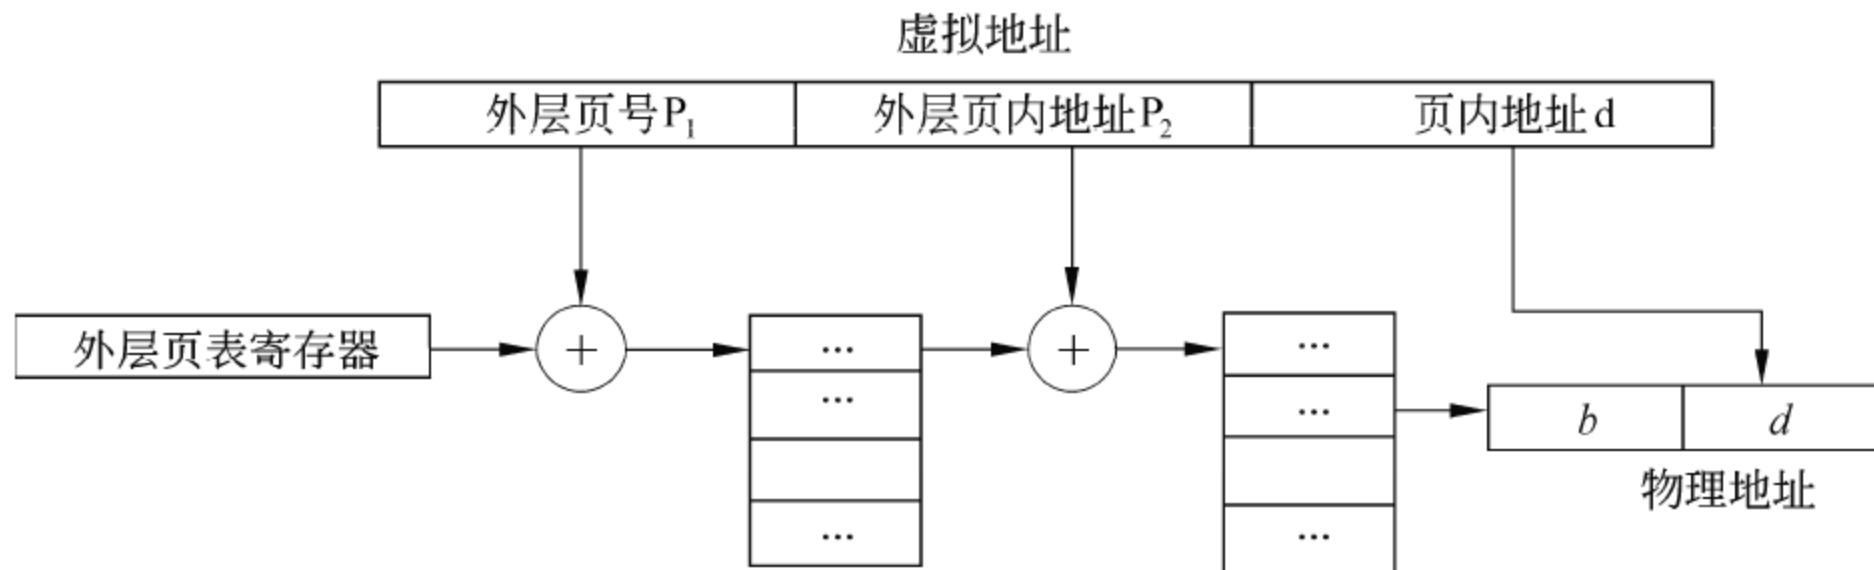 虚拟地址
外层页号P₁ 外层页内地址P₂ 页内地址d
外层页表寄存器 + ... + ...
... ...
b d
物理地址
... ...